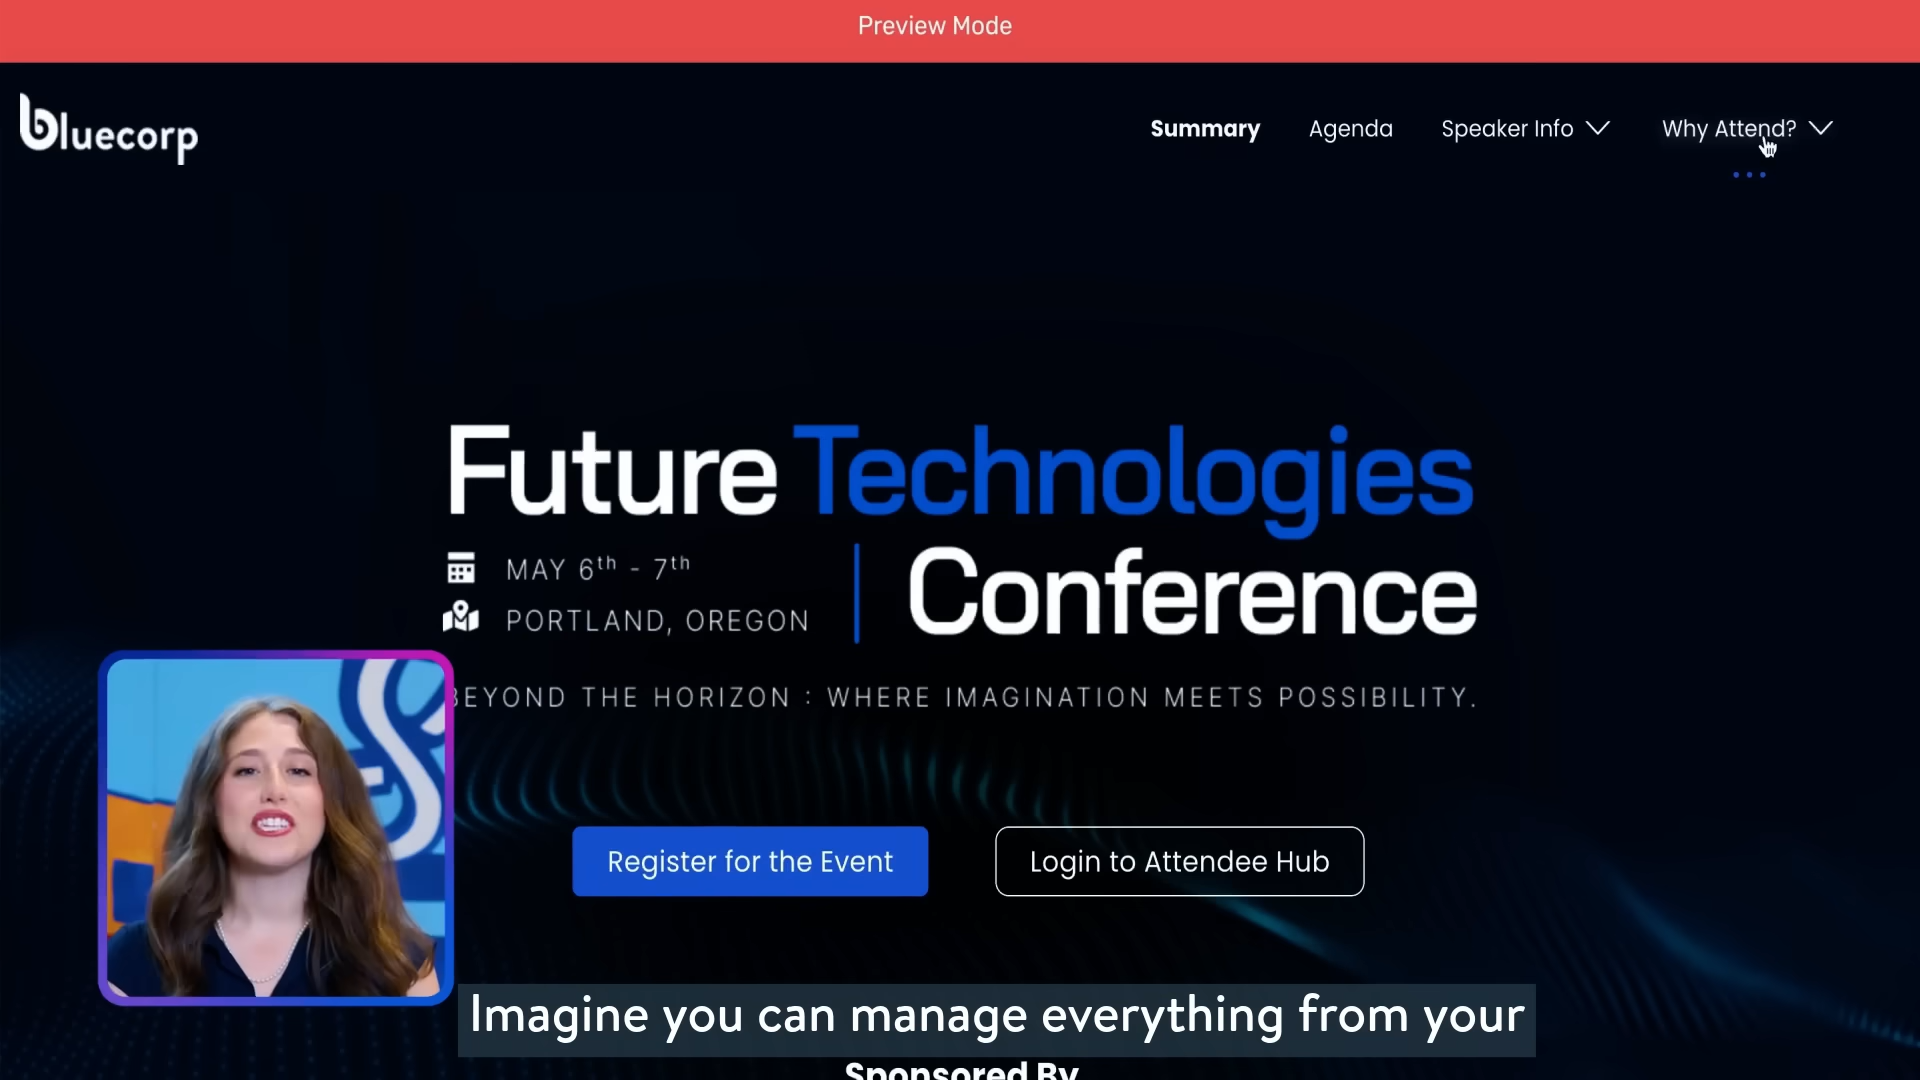 Preview Mode
bluecorp
Summary
Agenda
Speaker Info
Why Attend?
Future Technologies
Conference
MAY 6th - 7th
PORTLAND, OREGON
BEYOND THE HORIZON : WHERE IMAGINATION MEETS POSSIBILITY.
Register for the Event
Login to Attendee Hub
Imagine you can manage everything from your
Sponsored By